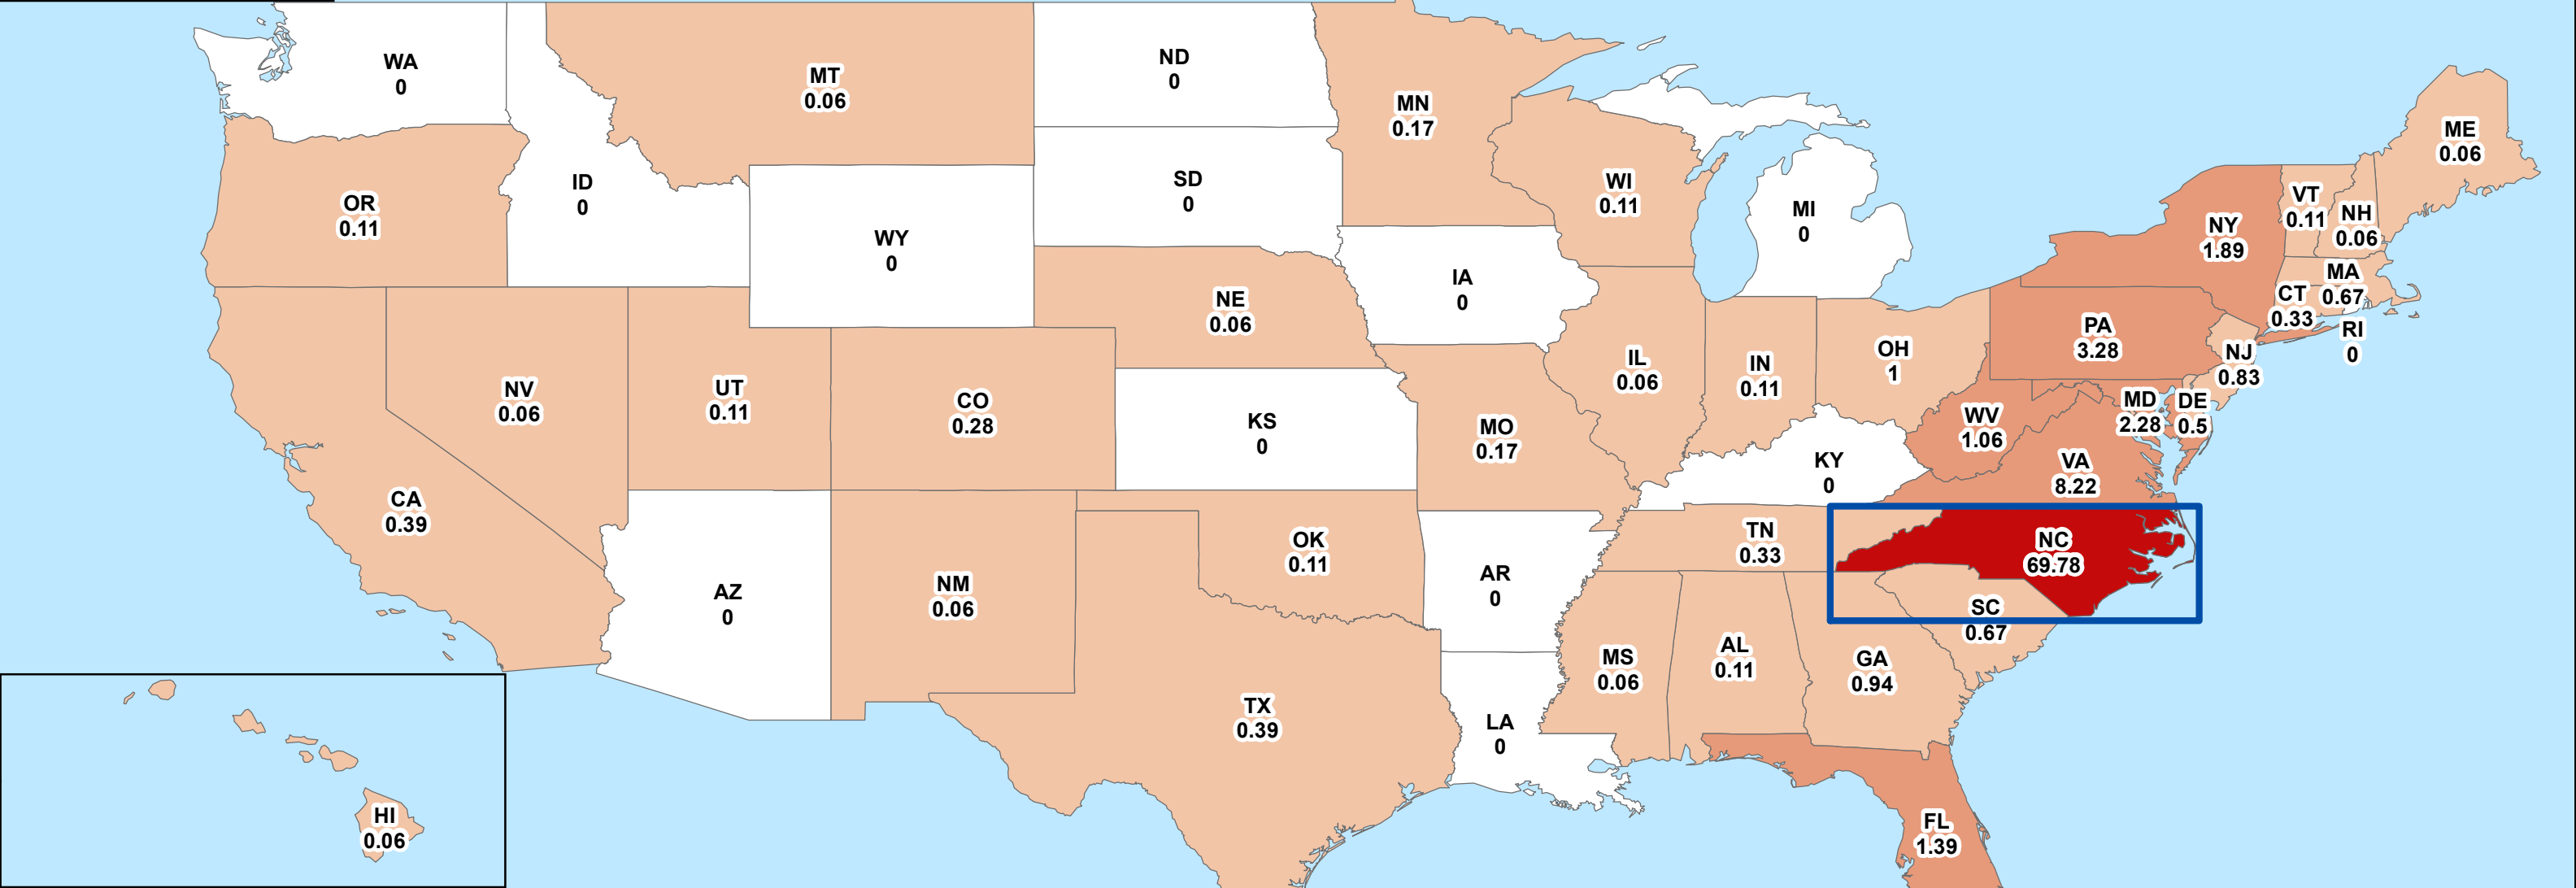 WA
0
MT
0.06
ND
0
MN
0.17
ME
0.06
OR
0.11
ID
0
WY
0
SD
0
WI
0.11
MI
0
NY
1.89
VT
0.11
NH
0.06
MA
0.67
CT
0.33
RI
0
NE
0.06
IA
0
PA
3.28
NJ
0.83
NV
0.06
UT
0.11
CO
0.28
KS
0
MO
0.17
IL
0.06
IN
0.11
OH
1
WV
1.06
MD
2.28
DE
0.5
KY
0
VA
8.22
CA
0.39
AZ
0
NM
0.06
OK
0.11
AR
0
TN
0.33
NC
69.78
SC
0.67
MS
0.06
AL
0.11
GA
0.94
TX
0.39
LA
0
HI
0.06
FL
1.39